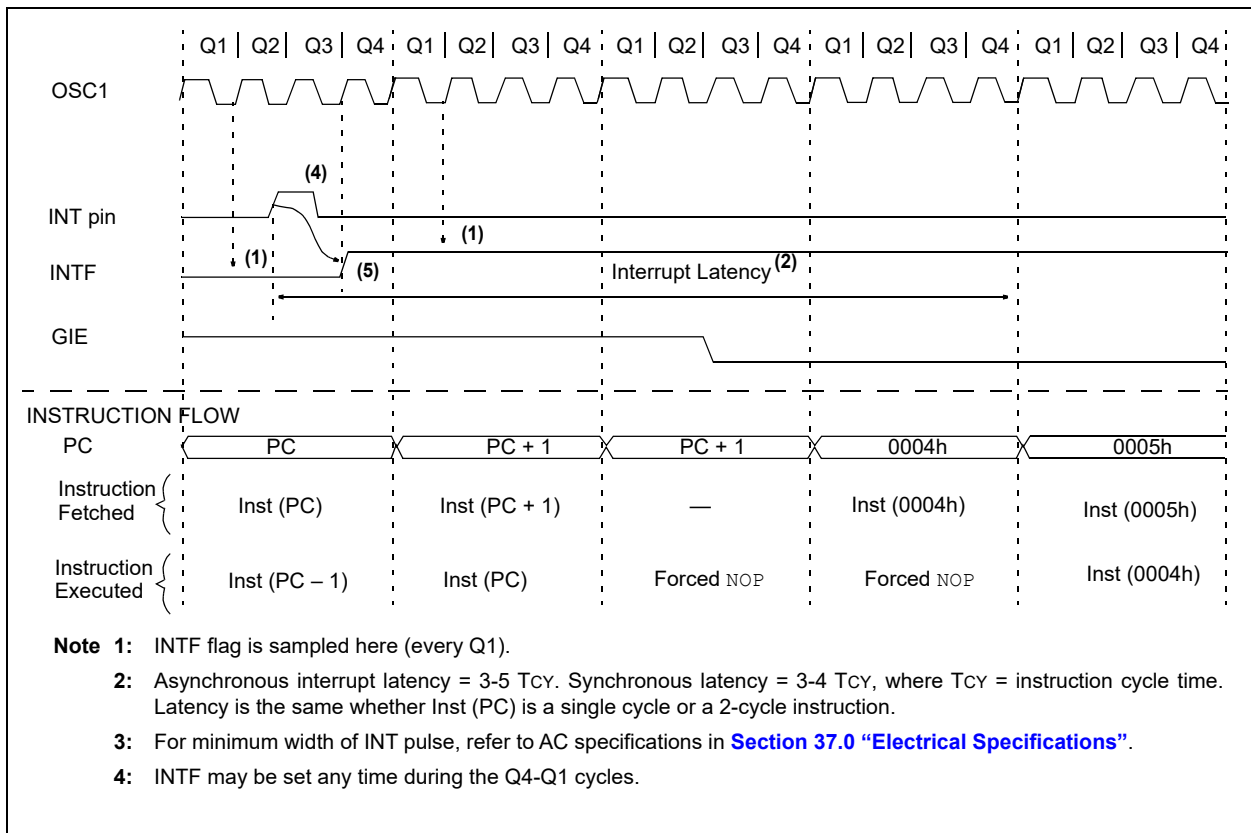 Q1 Q2 Q3 Q4 Q1 Q2 Q3 Q4 Q1 Q2 Q3 Q4 Q1 Q2 Q3 Q4 Q1 Q2 Q3 Q4
OSC1
(4)
INT pin
(1)
(1)
INTF
(5)
Interrupt Latency (2)
GIE
INSTRUCTION FLOW
PC PC PC + 1 PC + 1 0004h 0005h
Instruction
Fetched
Inst (PC) Inst (PC + 1) — Inst (0004h) Inst (0005h)
Instruction
Executed
Inst (PC – 1) Inst (PC) Forced NOP Forced NOP Inst (0004h)
Note 1: INTF flag is sampled here (every Q1).
2: Asynchronous interrupt latency = 3-5 TCY. Synchronous latency = 3-4 TCY, where TCY = instruction cycle time.
Latency is the same whether Inst (PC) is a single cycle or a 2-cycle instruction.
3: For minimum width of INT pulse, refer to AC specifications in Section 37.0 “Electrical Specifications”.
4: INTF may be set any time during the Q4-Q1 cycles.